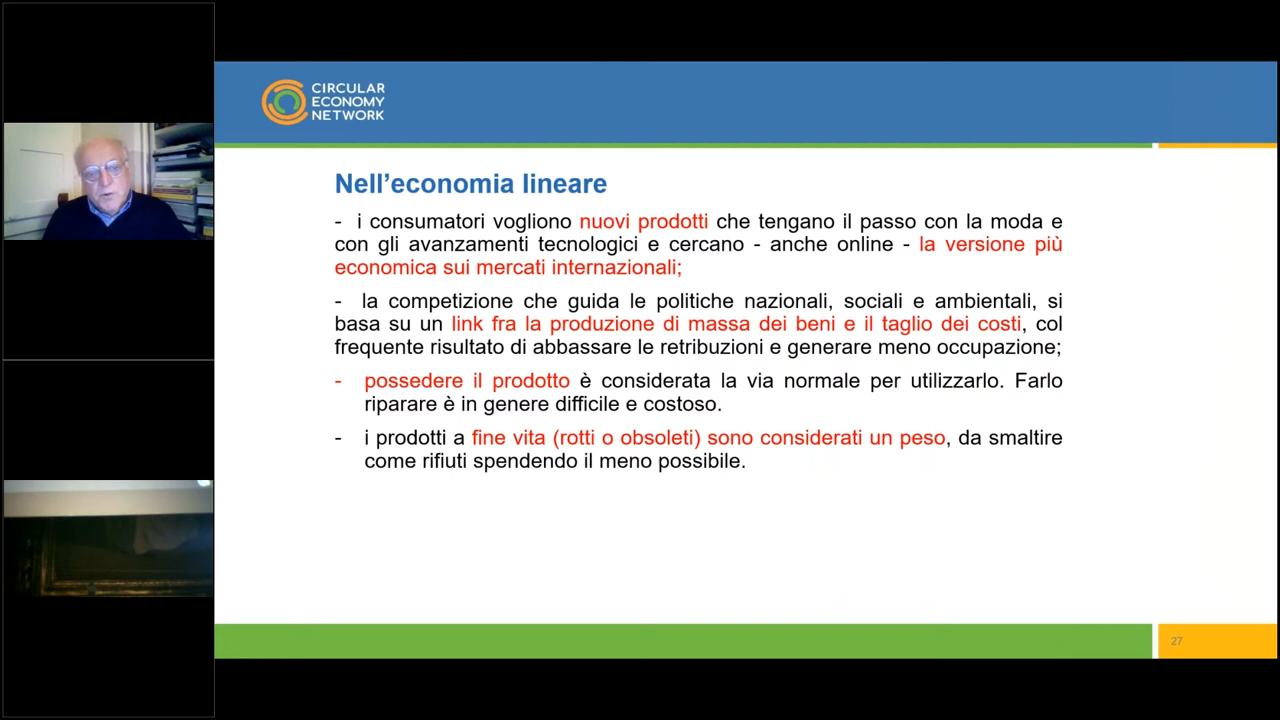 CIRCULAR
ECONOMY
NETWORK
Nell’economia lineare
- i consumatori vogliono nuovi prodotti che tengano il passo con la moda e
con gli avanzamenti tecnologici e cercano - anche online - la versione più
economica sui mercati internazionali;
- la competizione che guida le politiche nazionali, sociali e ambientali, si
basa su un link fra la produzione di massa dei beni e il taglio dei costi, col
frequente risultato di abbassare le retribuzioni e generare meno occupazione;
- possedere il prodotto è considerata la via normale per utilizzarlo. Farlo
riparare è in genere difficile e costoso.
- i prodotti a fine vita (rotti o obsoleti) sono considerati un peso, da smaltire
come rifiuti spendendo il meno possibile.
27